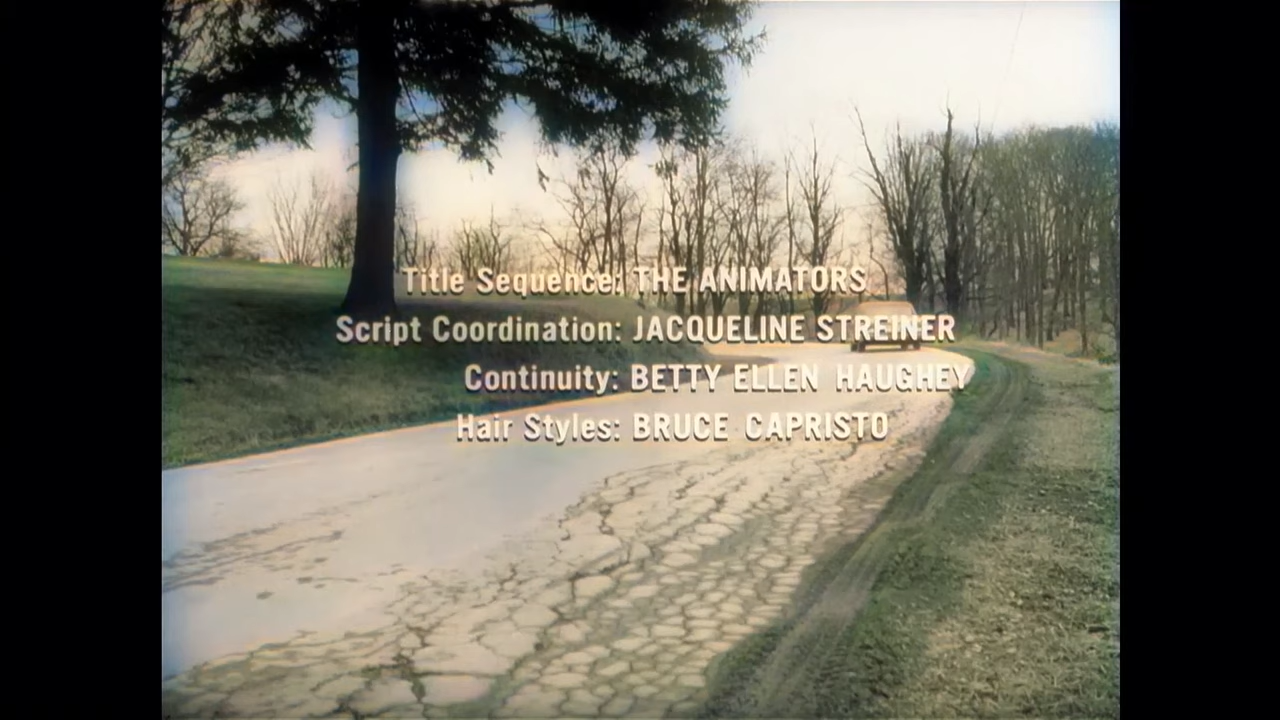 Title Sequence: THE ANIMATORS
Script Coordination: JACQUELINE STREINER
Continuity: BETTY ELLEN HAUGHEY
Hair Styles: BRUCE CAPRISTO